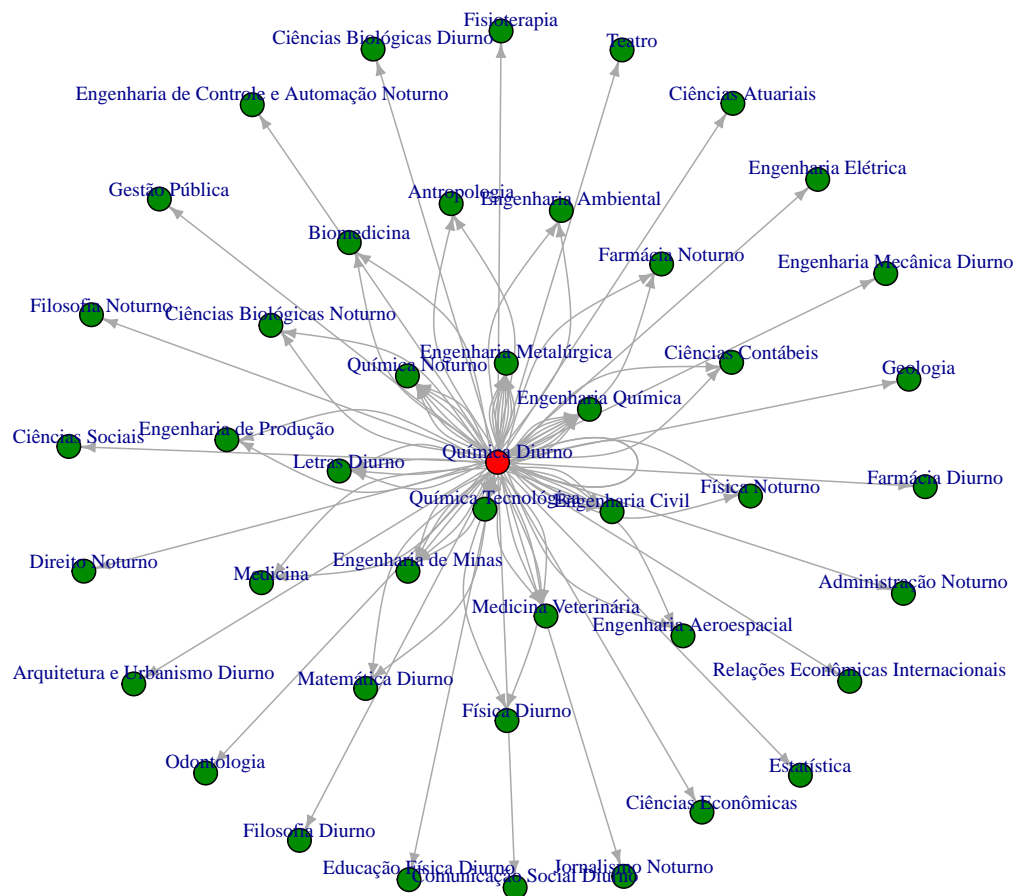 Fisioterapia
Ciências Biológicas Diurno
Teatro
Engenharia de Controle e Automação Noturno
Ciências Atuariais
Engenharia Elétrica
Gestão Pública
Antropologia
Engenharia Ambiental
Biomedicina
Farmácia Noturno
Engenharia Mecânica Diurno
Filosofia Noturno
Ciências Biológicas Noturno
Engenharia Metalúrgica
Ciências Contábeis
Química Noturno
Geologia
Engenharia Química
Engenharia de Produção
Ciências Sociais
Química Diurno
Letras Diurno
Farmácia Diurno
Física Noturno
Química Tecnológica
Engenharia Civil
Engenharia de Minas
Direito Noturno
Medicina
Administração Noturno
Medicina Veterinária
Engenharia Aeroespacial
Relações Econômicas Internacionais
Arquitetura e Urbanismo Diurno
Matemática Diurno
Física Diurno
Odontologia
Estatística
Ciências Econômicas
Filosofia Diurno
Educação Física Diurno
Jornalismo Noturno
Comunicação Social Diurno